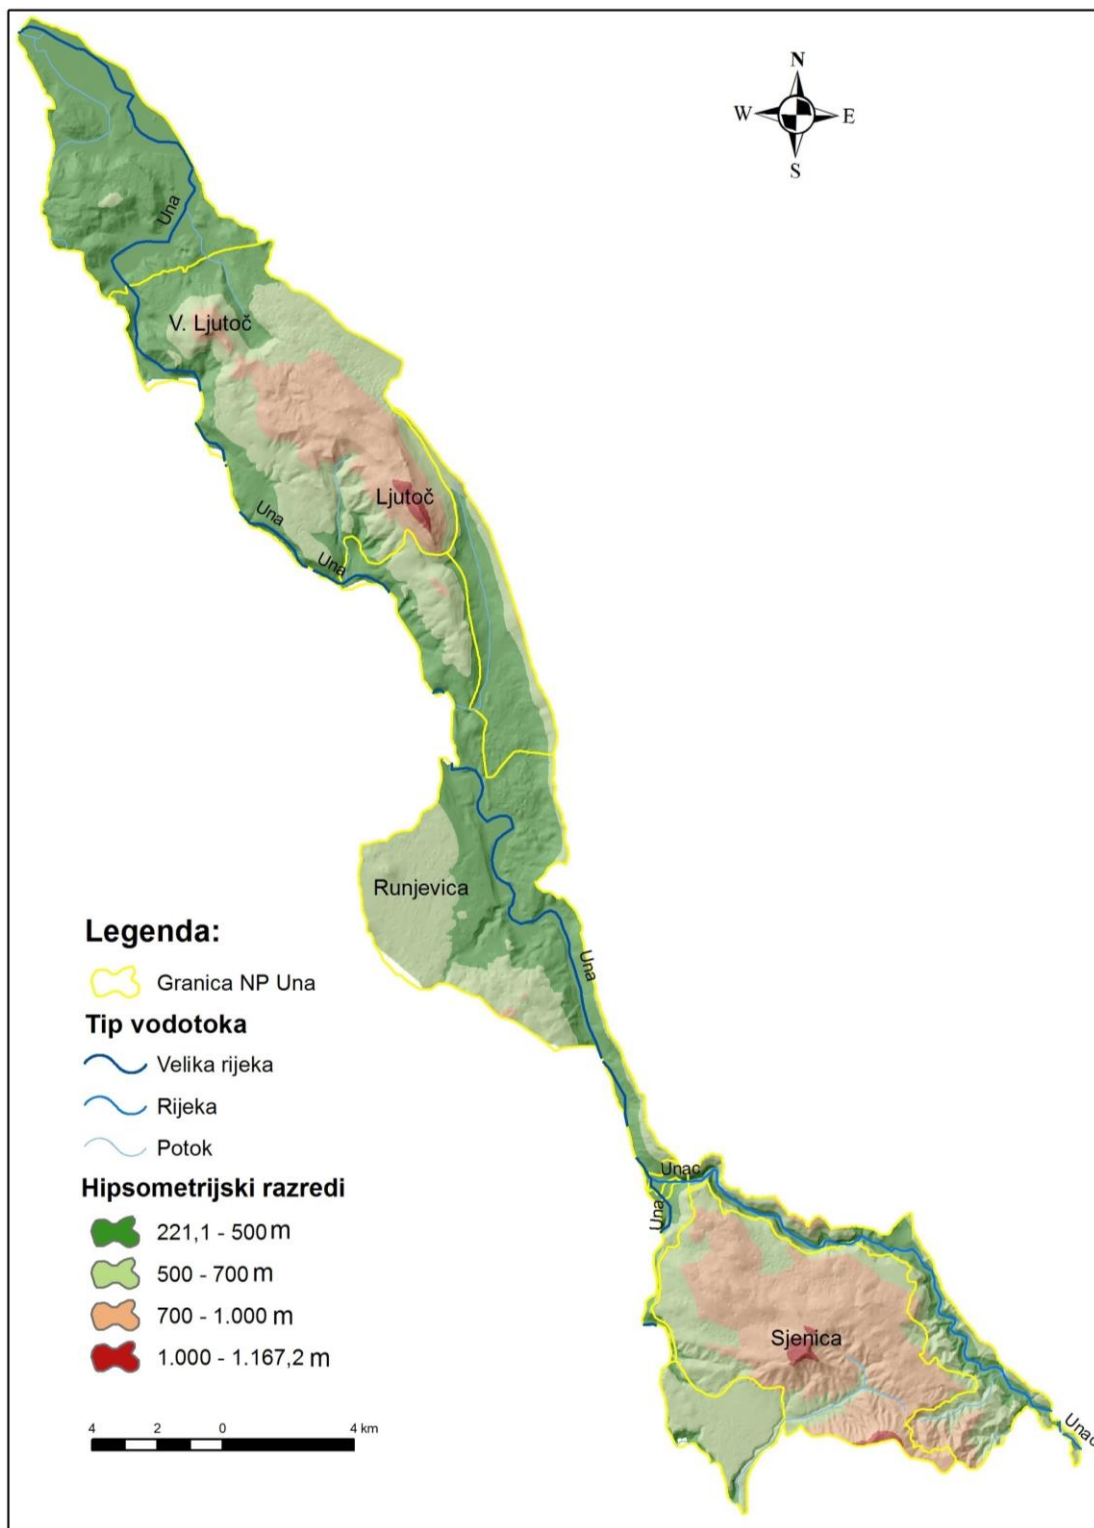 N
W E
S
Una
V. Ljutoč
Ljutoč
Una
Una
Runjevica
Una
Unac
Una
Sjenica
Unac
Legenda:
Granica NP Una
Tip vodotoka
Velika rijeka
Rijeka
Potok
Hipsometrijski razredi
221,1 - 500 m
500 - 700 m
700 - 1.000 m
1.000 - 1.167,2 m
4 2 0 4 km